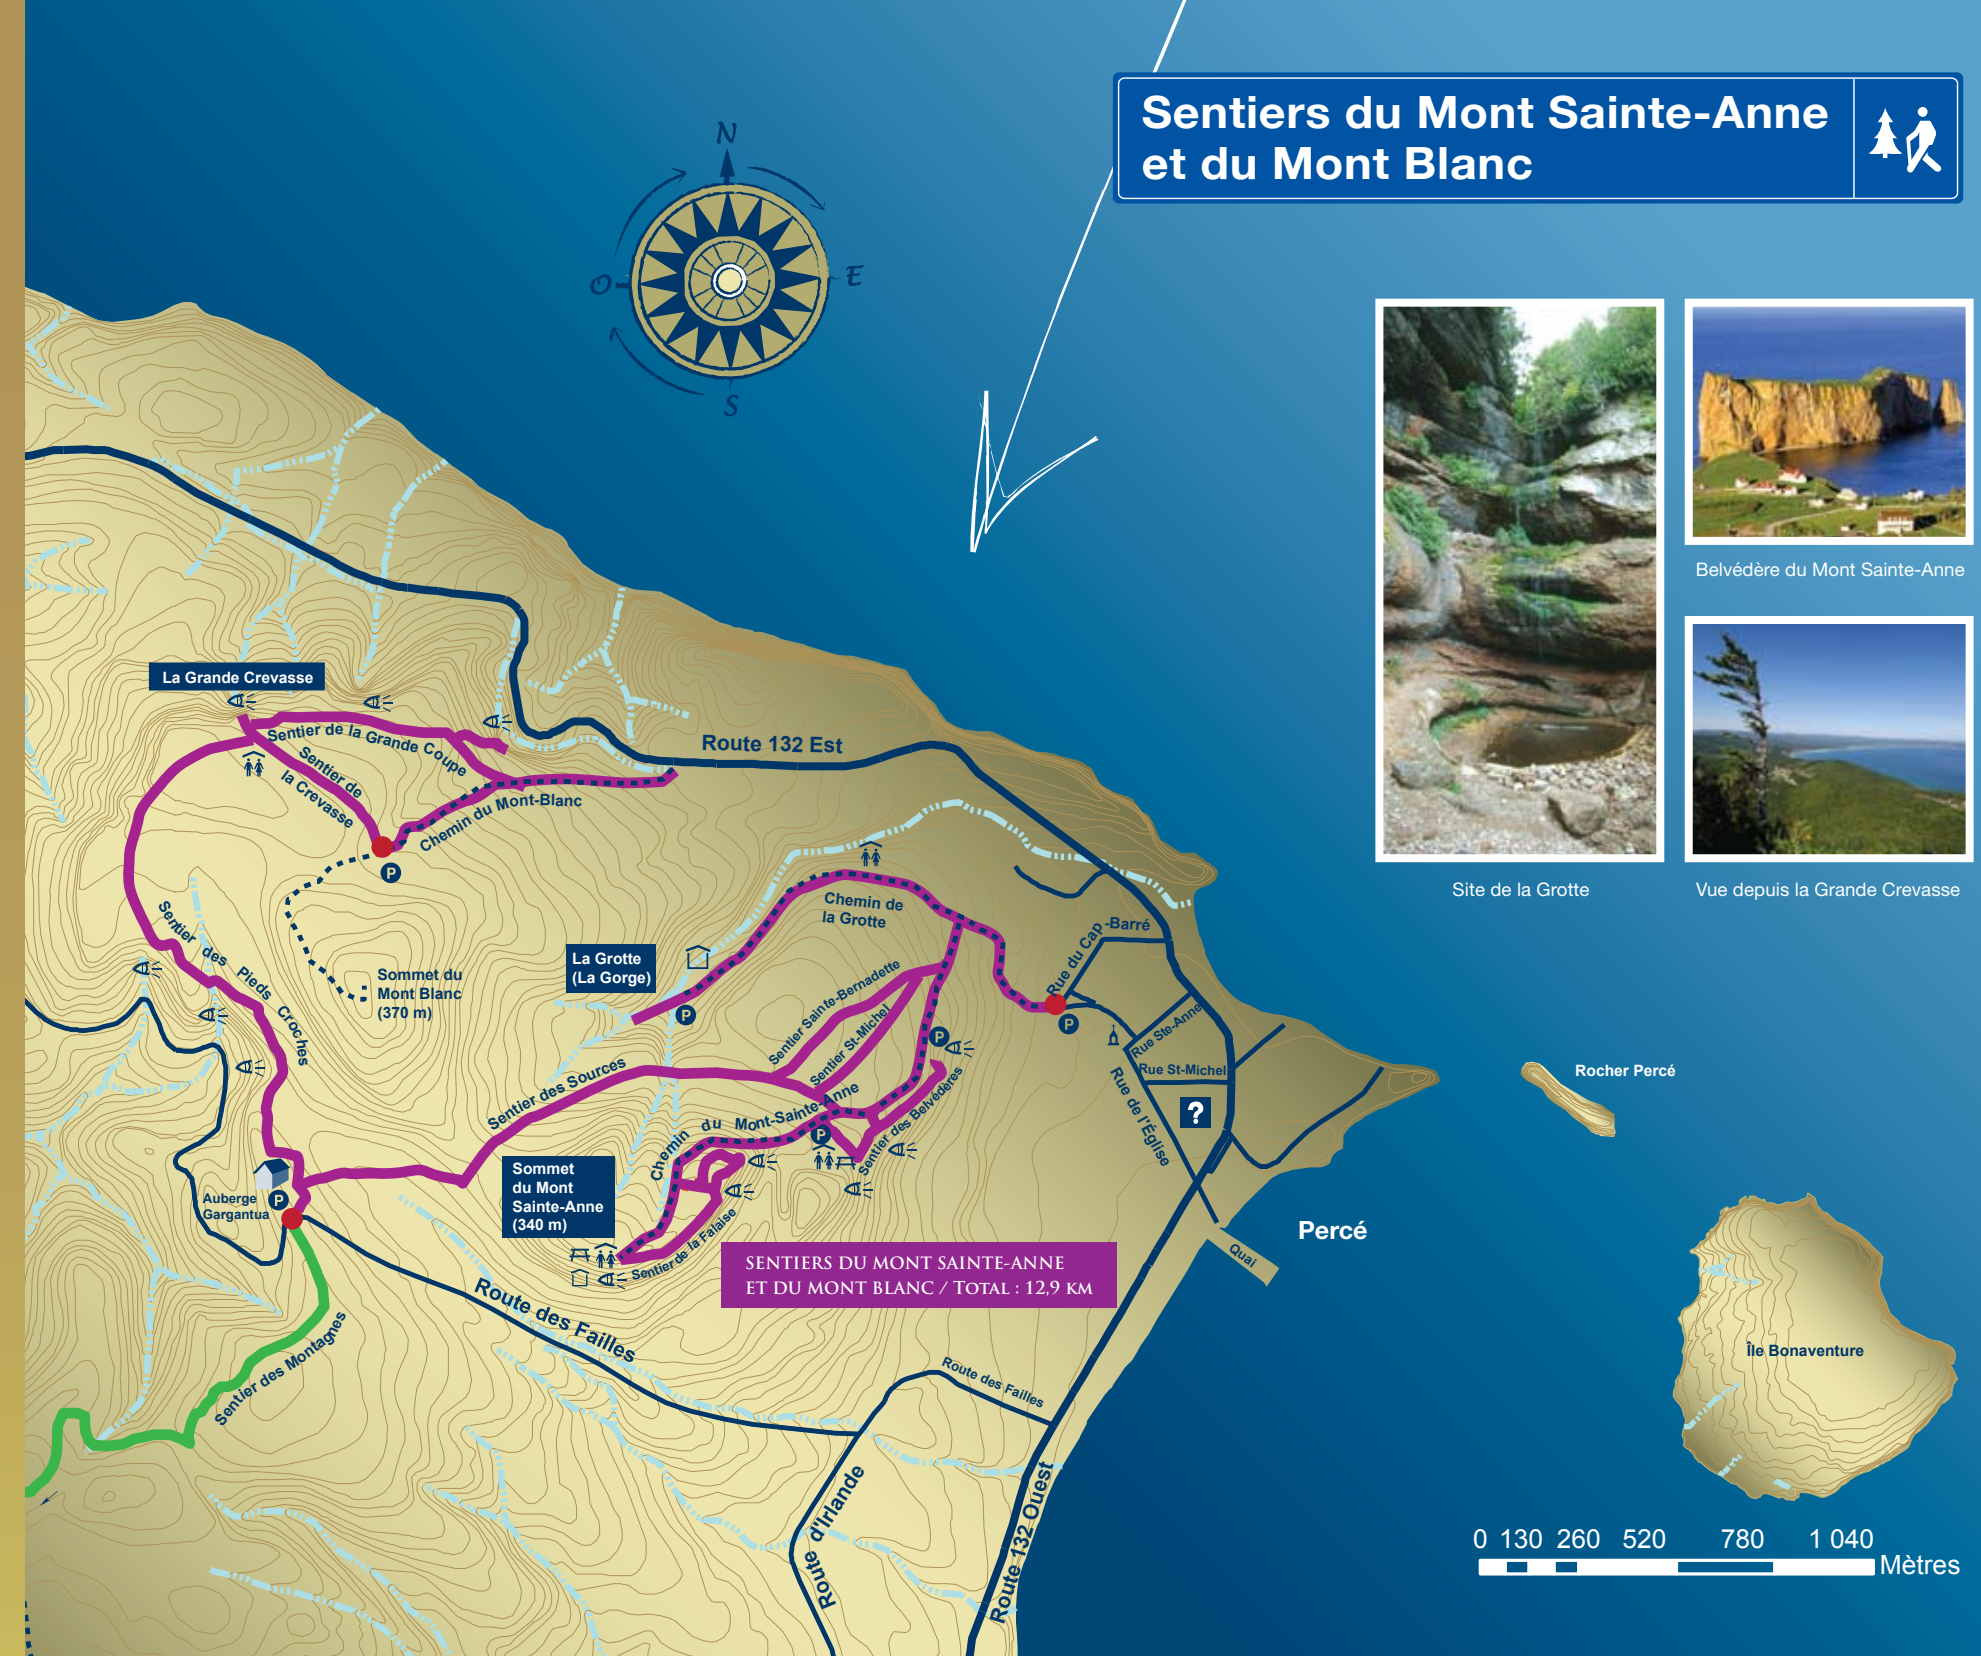 Sentiers du Mont Sainte-Anne
et du Mont Blanc
N
O
E
S
Belvédère du Mont Sainte-Anne
Site de la Grotte
Vue depuis la Grande Crevasse
La Grande Crevasse
Sentier de la Grande Coupe
Sentier de
la Crevasse
Chemin du Mont-Blanc
Route 132 Est
P
Chemin de
la Grotte
La Grotte
(La Gorge)
P
Rue du Cap-Barré
P
Sentier des Pieds Croches
Sommet du
Mont Blanc
(370 m)
Sentier Sainte-Bernadette
Sentier St-Michel
P
Rue Ste-Anne
Rue St-Michel
Rue de l'Église
?
Rocher Percé
Sentier des Sources
Chemin du Mont-Sainte-Anne
P
Sentier des Belvédères
Sommet
du Mont
Sainte-Anne
(340 m)
Sentier de la Falaise
Auberge
Gargantua
P
Percé
Quai
SENTIERS DU MONT SAINTE-ANNE
ET DU MONT BLANC / TOTAL : 12,9 KM
Sentier des Montagnes
Route des Failles
Route des Failles
Île Bonaventure
Route d'Irlande
Route 132 Ouest
0 130 260 520 780 1 040
Mètres